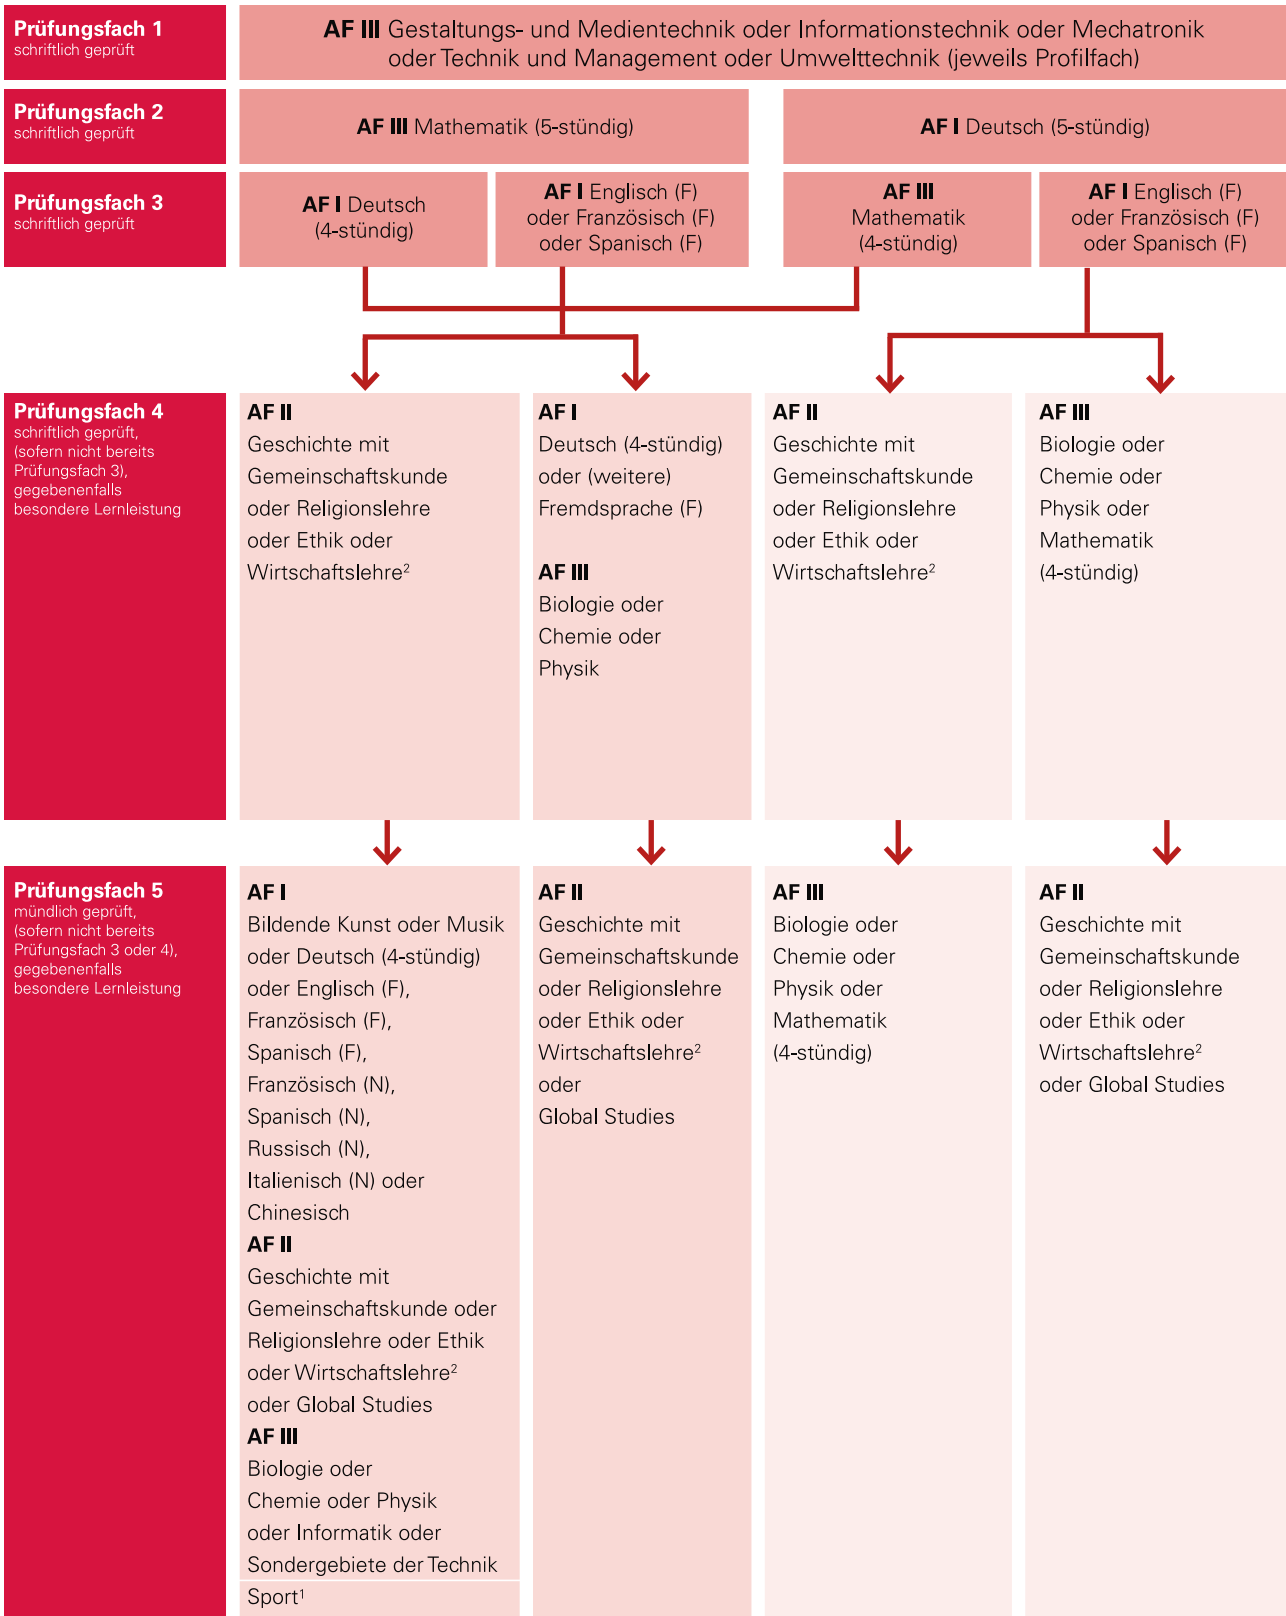 Prüfungsfach 1
schriftlich geprüft
AF III Gestaltungs- und Medientechnik oder Informationstechnik oder Mechatronik
oder Technik und Management oder Umwelttechnik (jeweils Profilfach)
Prüfungsfach 2
schriftlich geprüft
AF III Mathematik (5-stündig)
AF I Deutsch (5-stündig)
Prüfungsfach 3
schriftlich geprüft
AF I Deutsch
(4-stündig)
AF I Englisch (F)
oder Französisch (F)
oder Spanisch (F)
AF III
Mathematik
(4-stündig)
AF I Englisch (F)
oder Französisch (F)
oder Spanisch (F)
Prüfungsfach 4
schriftlich geprüft,
(sofern nicht bereits
Prüfungsfach 3),
gegebenenfalls
besondere Lernleistung
AF II
Geschichte mit
Gemeinschaftskunde
oder Religionslehre
oder Ethik oder
Wirtschaftslehre²
AF I
Deutsch (4-stündig)
oder (weitere)
Fremdsprache (F)
AF III
Biologie oder
Chemie oder
Physik
AF II
Geschichte mit
Gemeinschaftskunde
oder Religionslehre
oder Ethik oder
Wirtschaftslehre²
AF III
Biologie oder
Chemie oder
Physik oder
Mathematik
(4-stündig)
Prüfungsfach 5
mündlich geprüft,
(sofern nicht bereits
Prüfungsfach 3 oder 4),
gegebenenfalls
besondere Lernleistung
AF I
Bildende Kunst oder Musik
oder Deutsch (4-stündig)
oder Englisch (F),
Französisch (F),
Spanisch (F),
Französisch (N),
Spanisch (N),
Russisch (N),
Italienisch (N) oder
Chinesisch
AF II
Geschichte mit
Gemeinschaftskunde oder
Religionslehre oder Ethik
oder Wirtschaftslehre²
oder Global Studies
AF III
Biologie oder
Chemie oder Physik
oder Informatik oder
Sondergebiete der Technik
Sport¹
AF II
Geschichte mit
Gemeinschaftskunde
oder Religionslehre
oder Ethik oder
Wirtschaftslehre²
oder
Global Studies
AF III
Biologie oder
Chemie oder
Physik oder
Mathematik
(4-stündig)
AF II
Geschichte mit
Gemeinschaftskunde
oder Religionslehre
oder Ethik oder
Wirtschaftslehre²
oder Global Studies